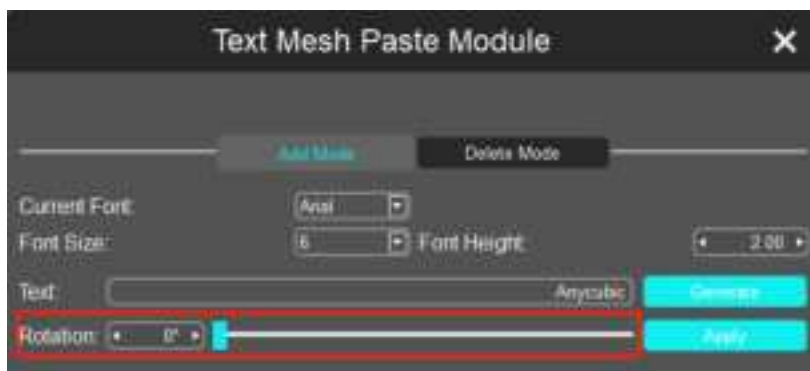 Text Mesh Paste Module
Add Mode Delete Mode
Current Font: Arial
Font Size: 6 Font Height: 2.00
Text: Anycubic Generate
Rotation: 0° Apply